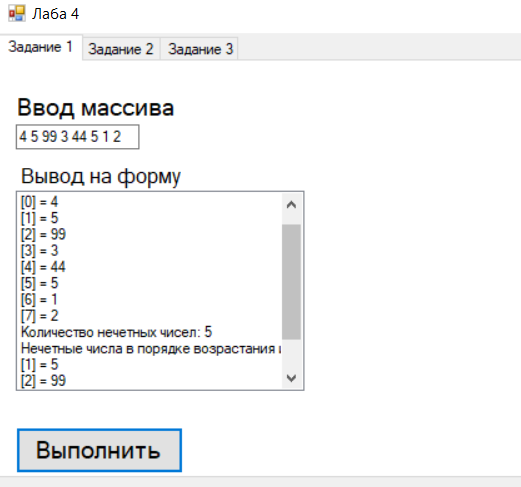 Лаба 4
Задание 1 Задание 2 Задание 3
Ввод массива
4 5 99 3 44 5 1 2
Вывод на форму
[0] = 4
[1] = 5
[2] = 99
[3] = 3
[4] = 44
[5] = 5
[6] = 1
[7] = 2
Количество нечетных чисел: 5
Нечетные числа в порядке возрастания
[1] = 5
[2] = 99
Выполнить